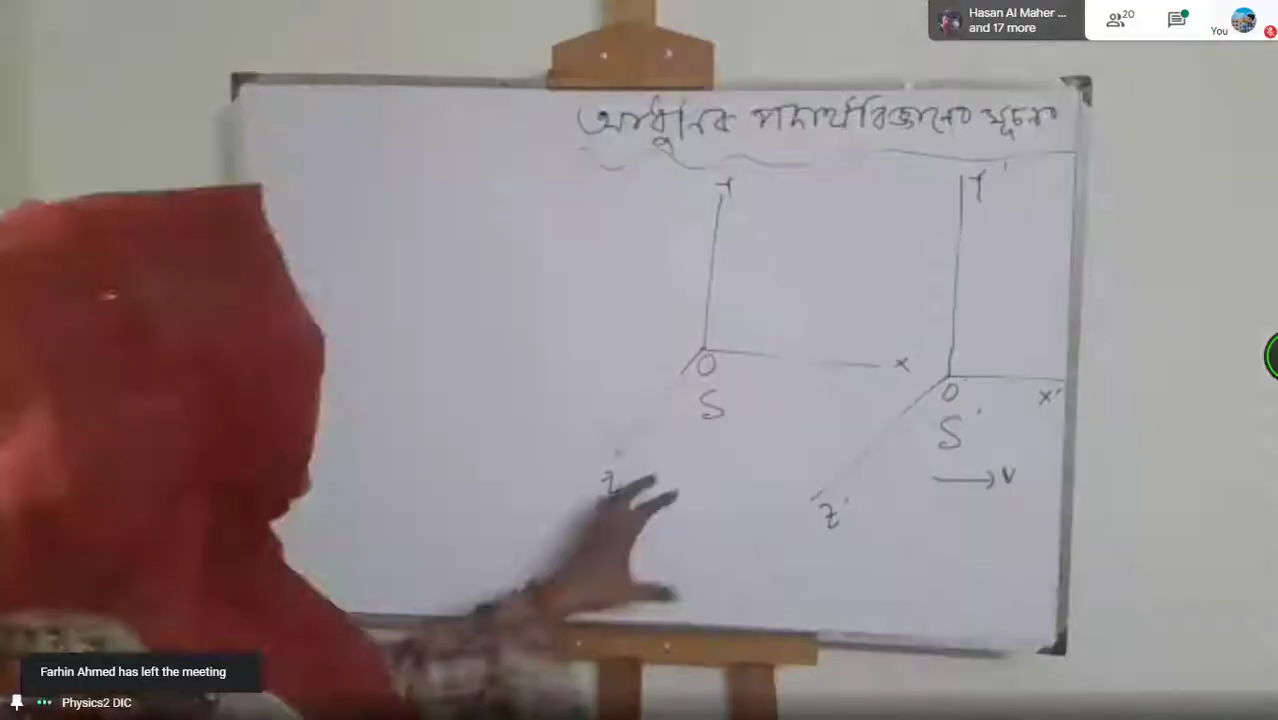 Hasan Al Maher ...
and 17 more
20
You
আধুনিক পদার্থবিজ্ঞানের সূচনা
Y
Y'
O
X
S
Z
O'
X'
S'
→ v
Z'
Farhin Ahmed has left the meeting
Physics2 DIC